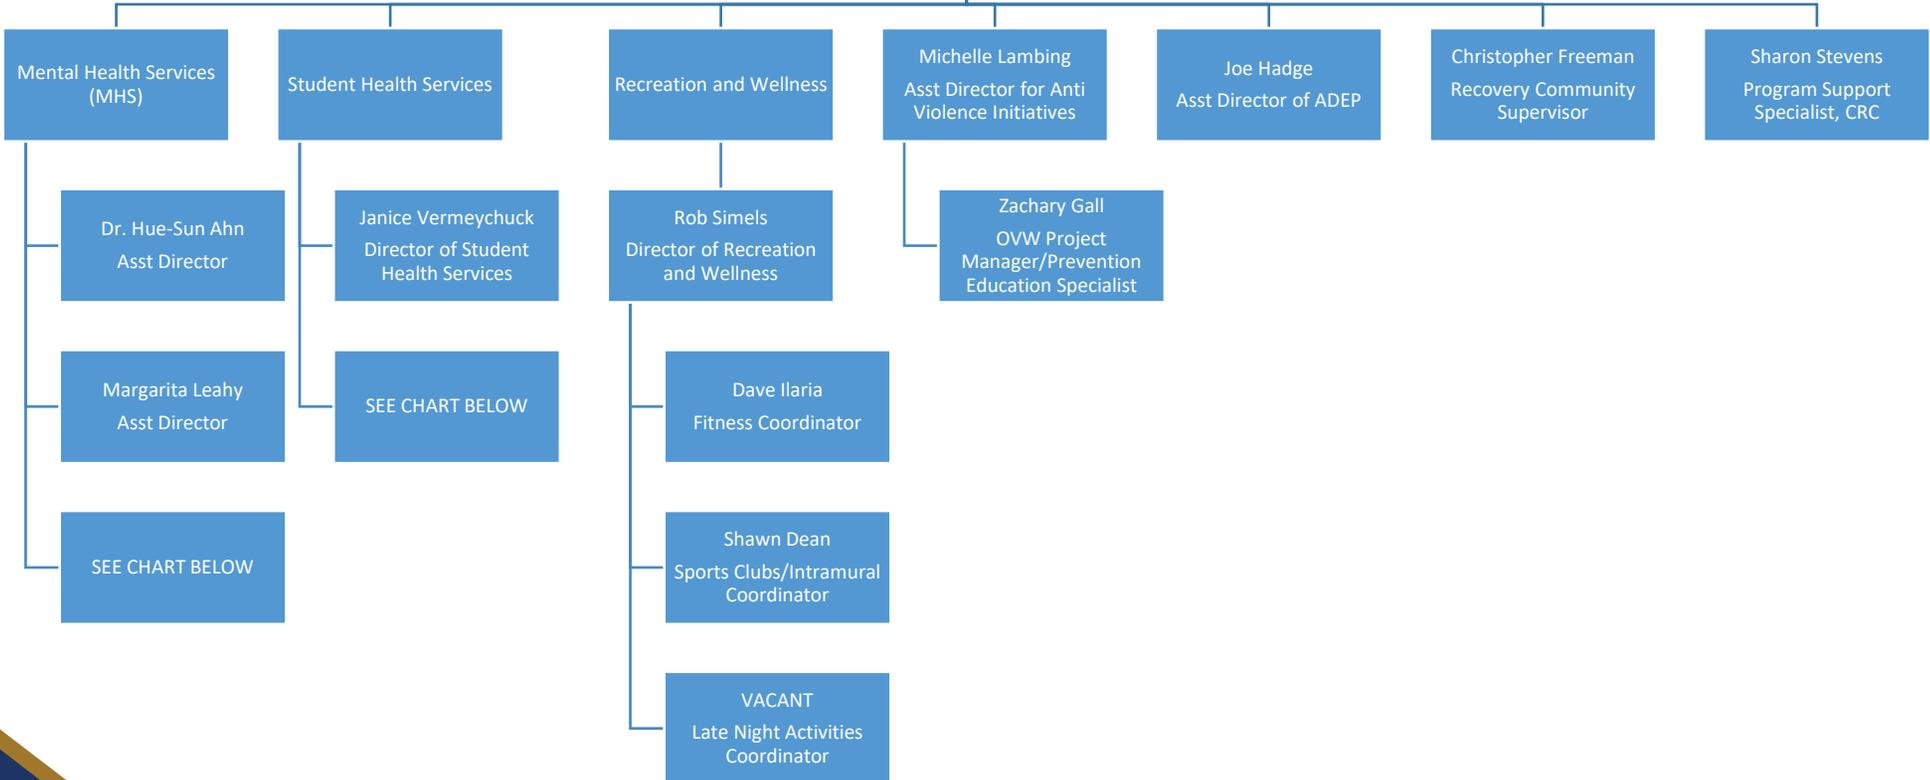 Mental Health Services
(MHS)
Student Health Services
Recreation and Wellness
Michelle Lambing
Asst Director for Anti
Violence Initiatives
Joe Hadge
Asst Director of ADEP
Christopher Freeman
Recovery Community
Supervisor
Sharon Stevens
Program Support
Specialist, CRC
Dr. Hue-Sun Ahn
Asst Director
Janice Vermeychuck
Director of Student
Health Services
Rob Simels
Director of Recreation
and Wellness
Zachary Gall
OVW Project
Manager/Prevention
Education Specialist
Margarita Leahy
Asst Director
SEE CHART BELOW
Dave Ilaria
Fitness Coordinator
SEE CHART BELOW
Shawn Dean
Sports Clubs/Intramural
Coordinator
VACANT
Late Night Activities
Coordinator